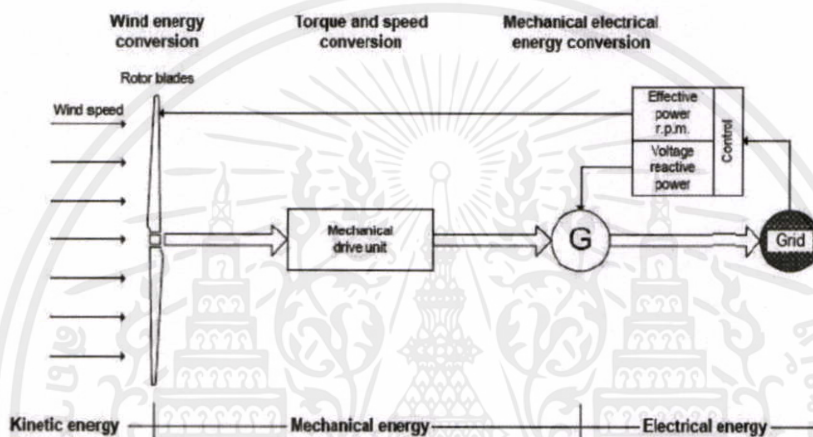 Wind energy
conversion
Torque and speed
conversion
Mechanical electrical
energy conversion
Rotor blades
Wind speed
Effective
power
r.p.m.
Voltage
reactive
power
Control
Mechanical
drive unit
G
Grid
Kinetic energy
Mechanical energy
Electrical energy